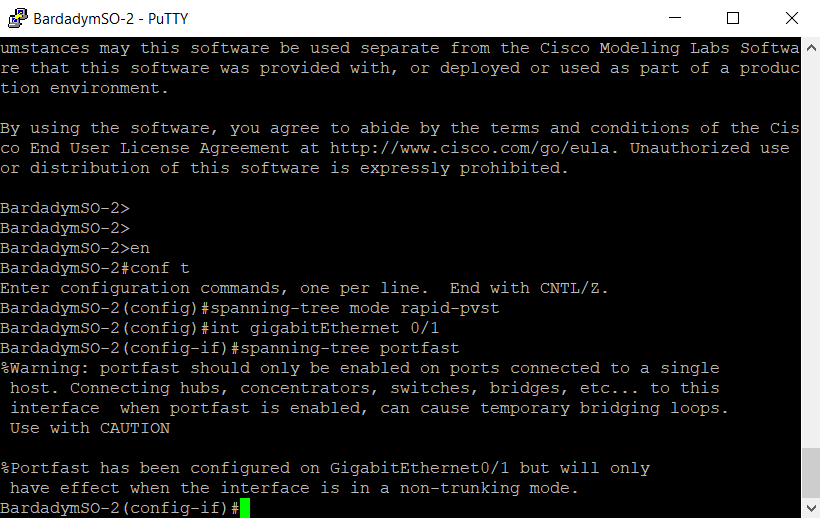 BardadymSO-2 - PuTTY
umstances may this software be used separate from the Cisco Modeling Labs Softwa
re that this software was provided with, or deployed or used as part of a produc
tion environment.
By using the software, you agree to abide by the terms and conditions of the Cis
co End User License Agreement at http://www.cisco.com/go/eula. Unauthorized use
or distribution of this software is expressly prohibited.
BardadymSO-2>
BardadymSO-2>
BardadymSO-2>en
BardadymSO-2#conf t
Enter configuration commands, one per line.  End with CNTL/Z.
BardadymSO-2(config)#spanning-tree mode rapid-pvst
BardadymSO-2(config)#int gigabitEthernet 0/1
BardadymSO-2(config-if)#spanning-tree portfast
%Warning: portfast should only be enabled on ports connected to a single
 host. Connecting hubs, concentrators, switches, bridges, etc... to this
 interface  when portfast is enabled, can cause temporary bridging loops.
 Use with CAUTION
%Portfast has been configured on GigabitEthernet0/1 but will only
 have effect when the interface is in a non-trunking mode.
BardadymSO-2(config-if)#